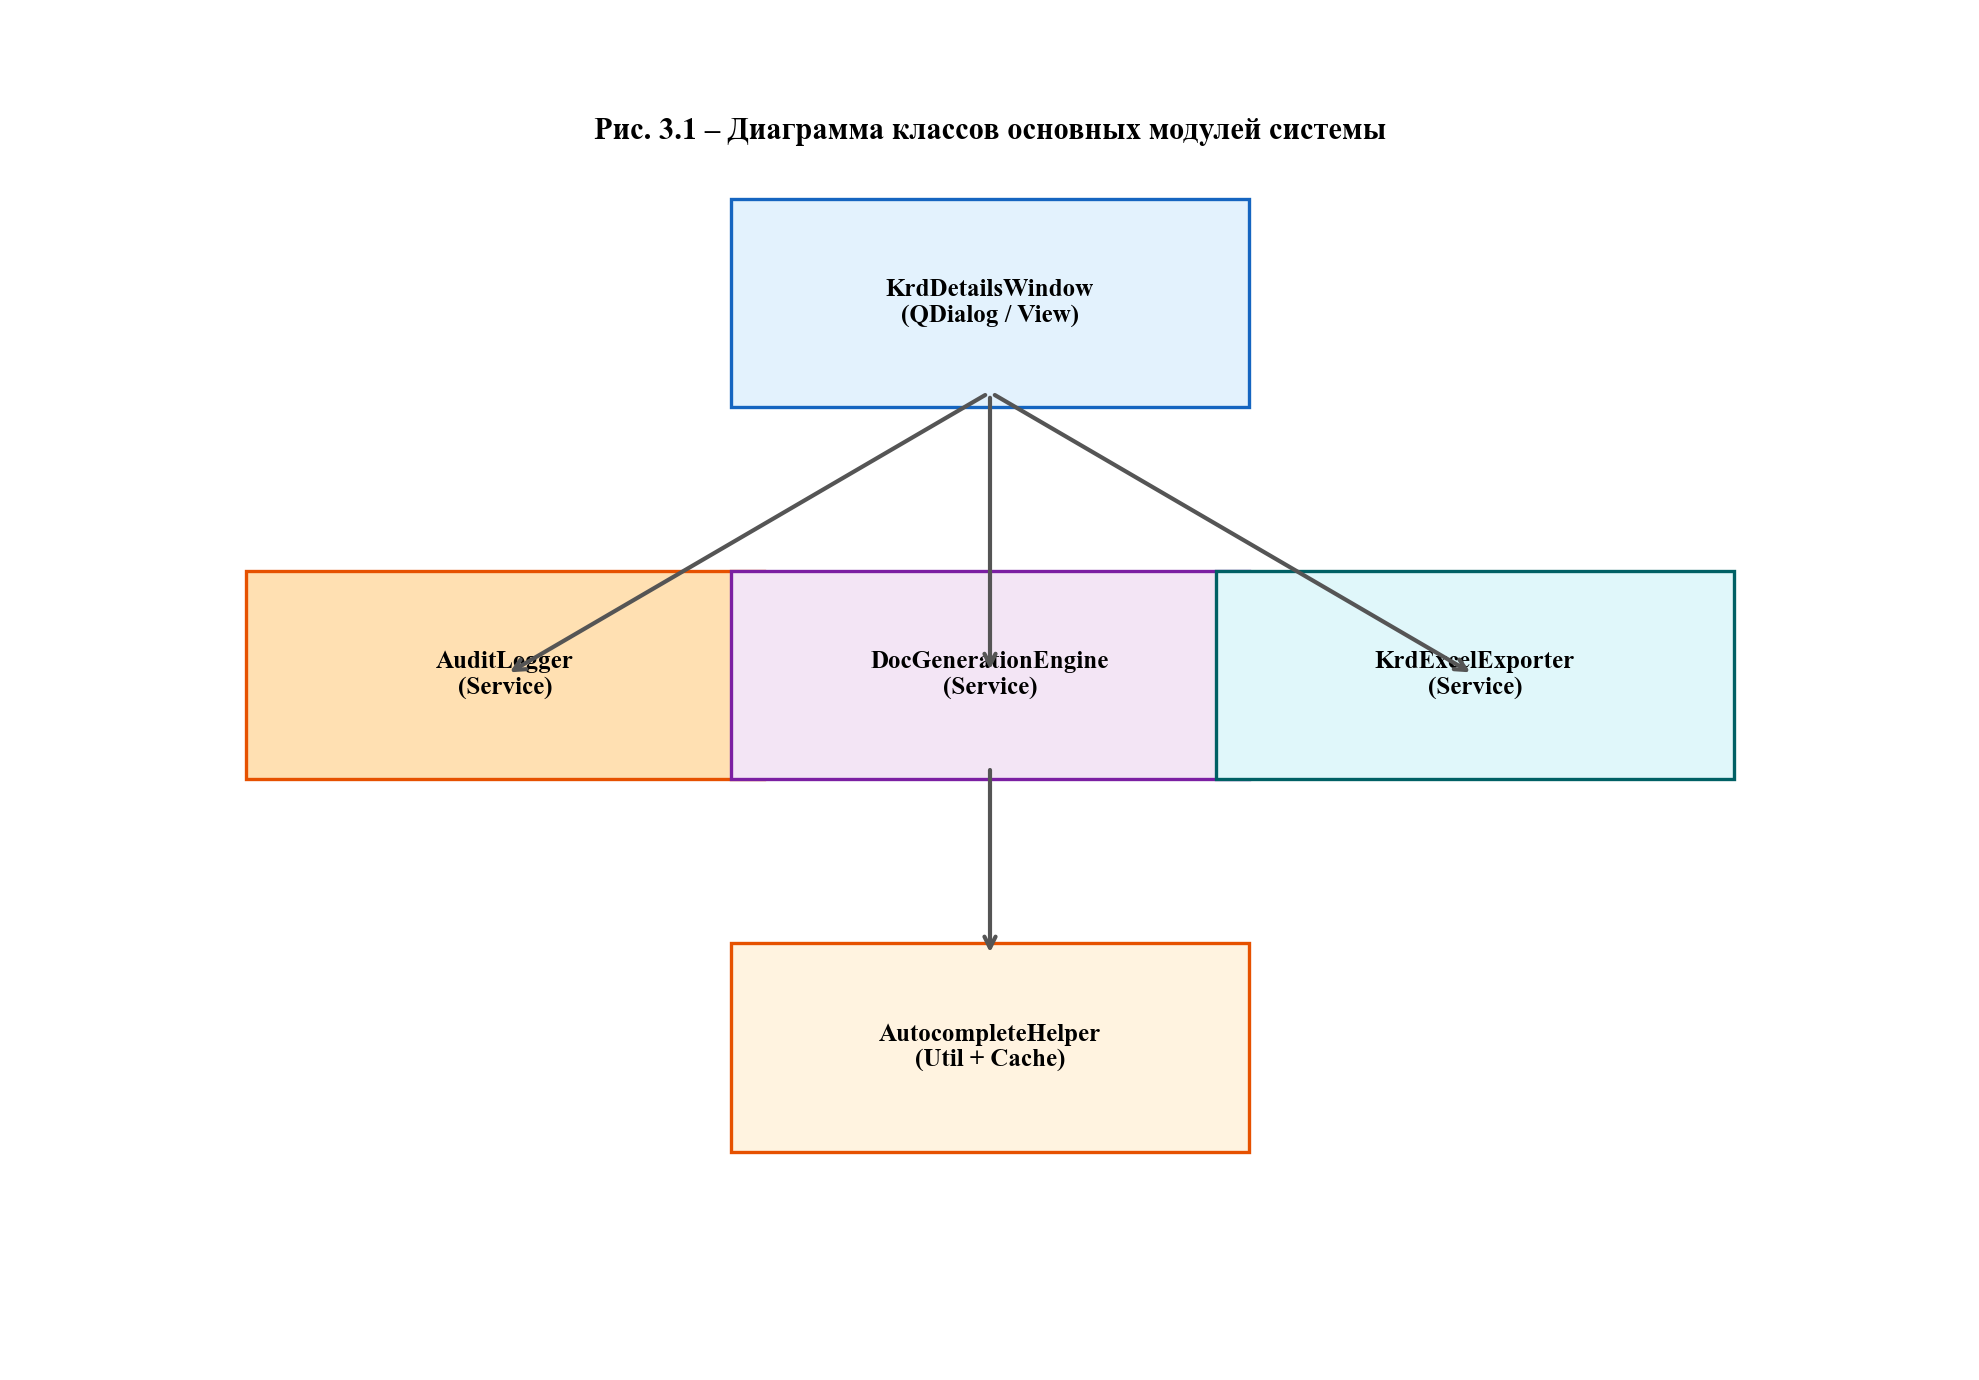 Рис. 3.1 – Диаграмма классов основных модулей системы
KrdDetailsWindow
(QDialog / View)
AuditLogger
(Service)
DocGenerationEngine
(Service)
KrdExcelExporter
(Service)
AutocompleteHelper
(Util + Cache)